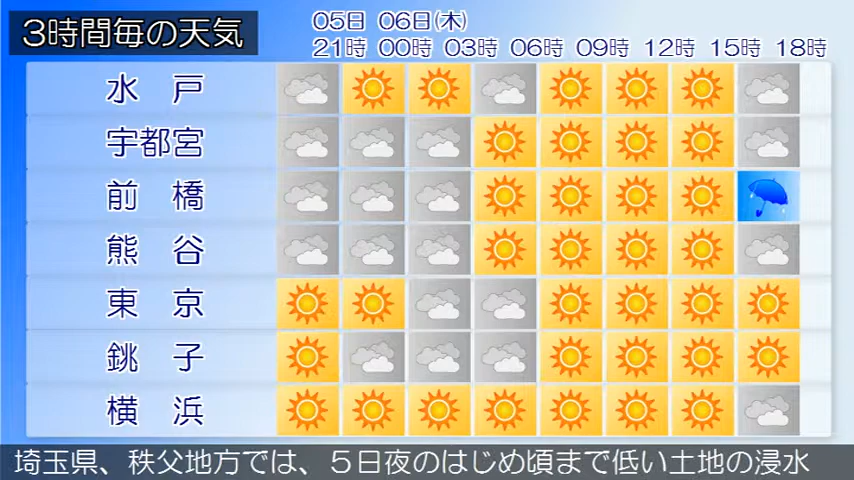 3時間毎の天気
05日 06日(木)
21時 00時 03時 06時 09時 12時 15時 18時
水 戸
宇都宮
前 橋
熊 谷
東 京
銚 子
横 浜
埼玉県、秩父地方では、５日夜のはじめ頃まで低い土地の浸水